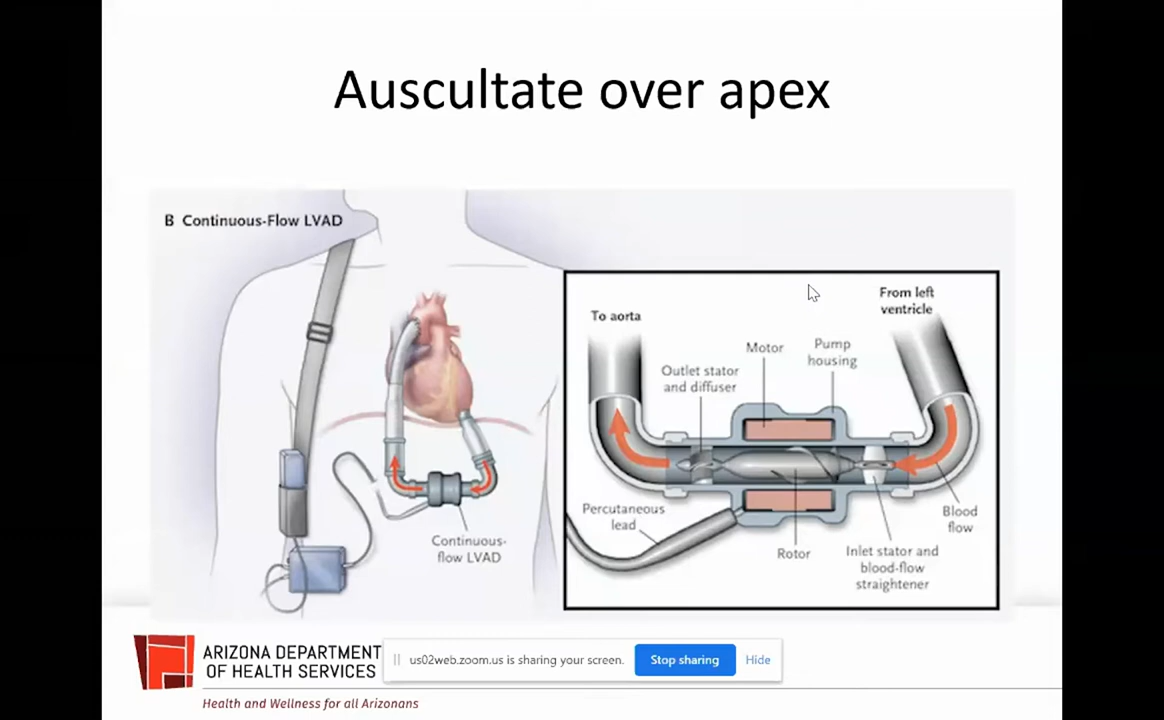 Auscultate over apex
B Continuous-Flow LVAD
From left
ventricle
To aorta
Motor
Pump
housing
Outlet stator
and diffuser
Percutaneous
lead
Rotor
Inlet stator and
blood-flow
straightener
Blood
flow
Continuous-
flow LVAD
ARIZONA DEPARTMENT
OF HEALTH SERVICES
us02web.zoom.us is sharing your screen.
Stop sharing
Hide
Health and Wellness for all Arizonans